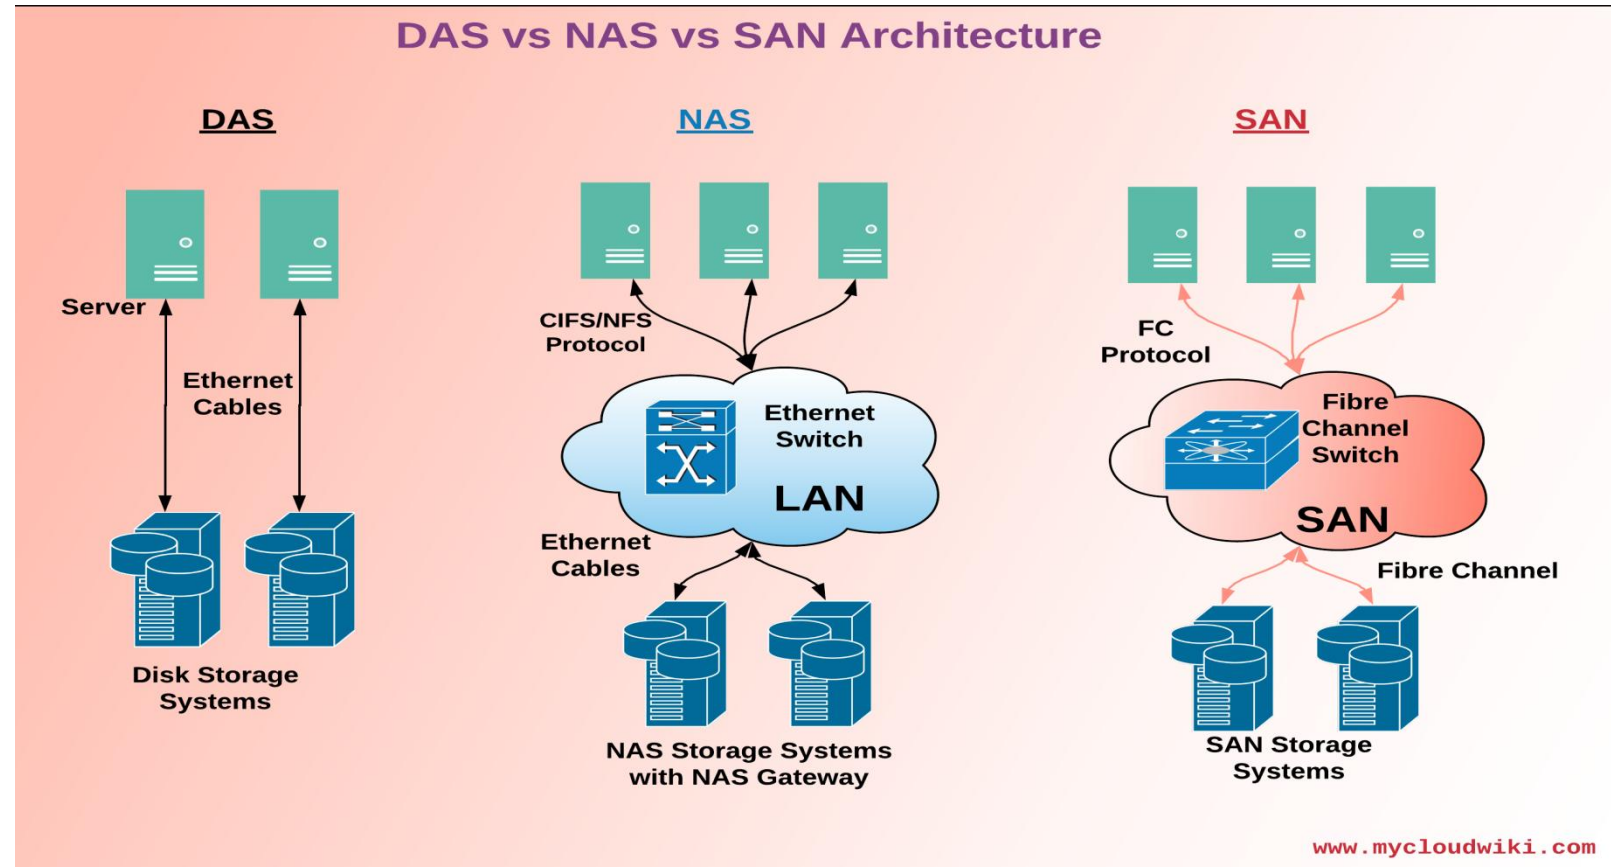 DAS vs NAS vs SAN Architecture
DAS
Server
Ethernet
Cables
Disk Storage
Systems
NAS
CIFS/NFS
Protocol
Ethernet
Switch
LAN
Ethernet
Cables
NAS Storage Systems
with NAS Gateway
SAN
FC
Protocol
Fibre
Channel
Switch
SAN
Fibre Channel
SAN Storage
Systems
www.mycloudwiki.com